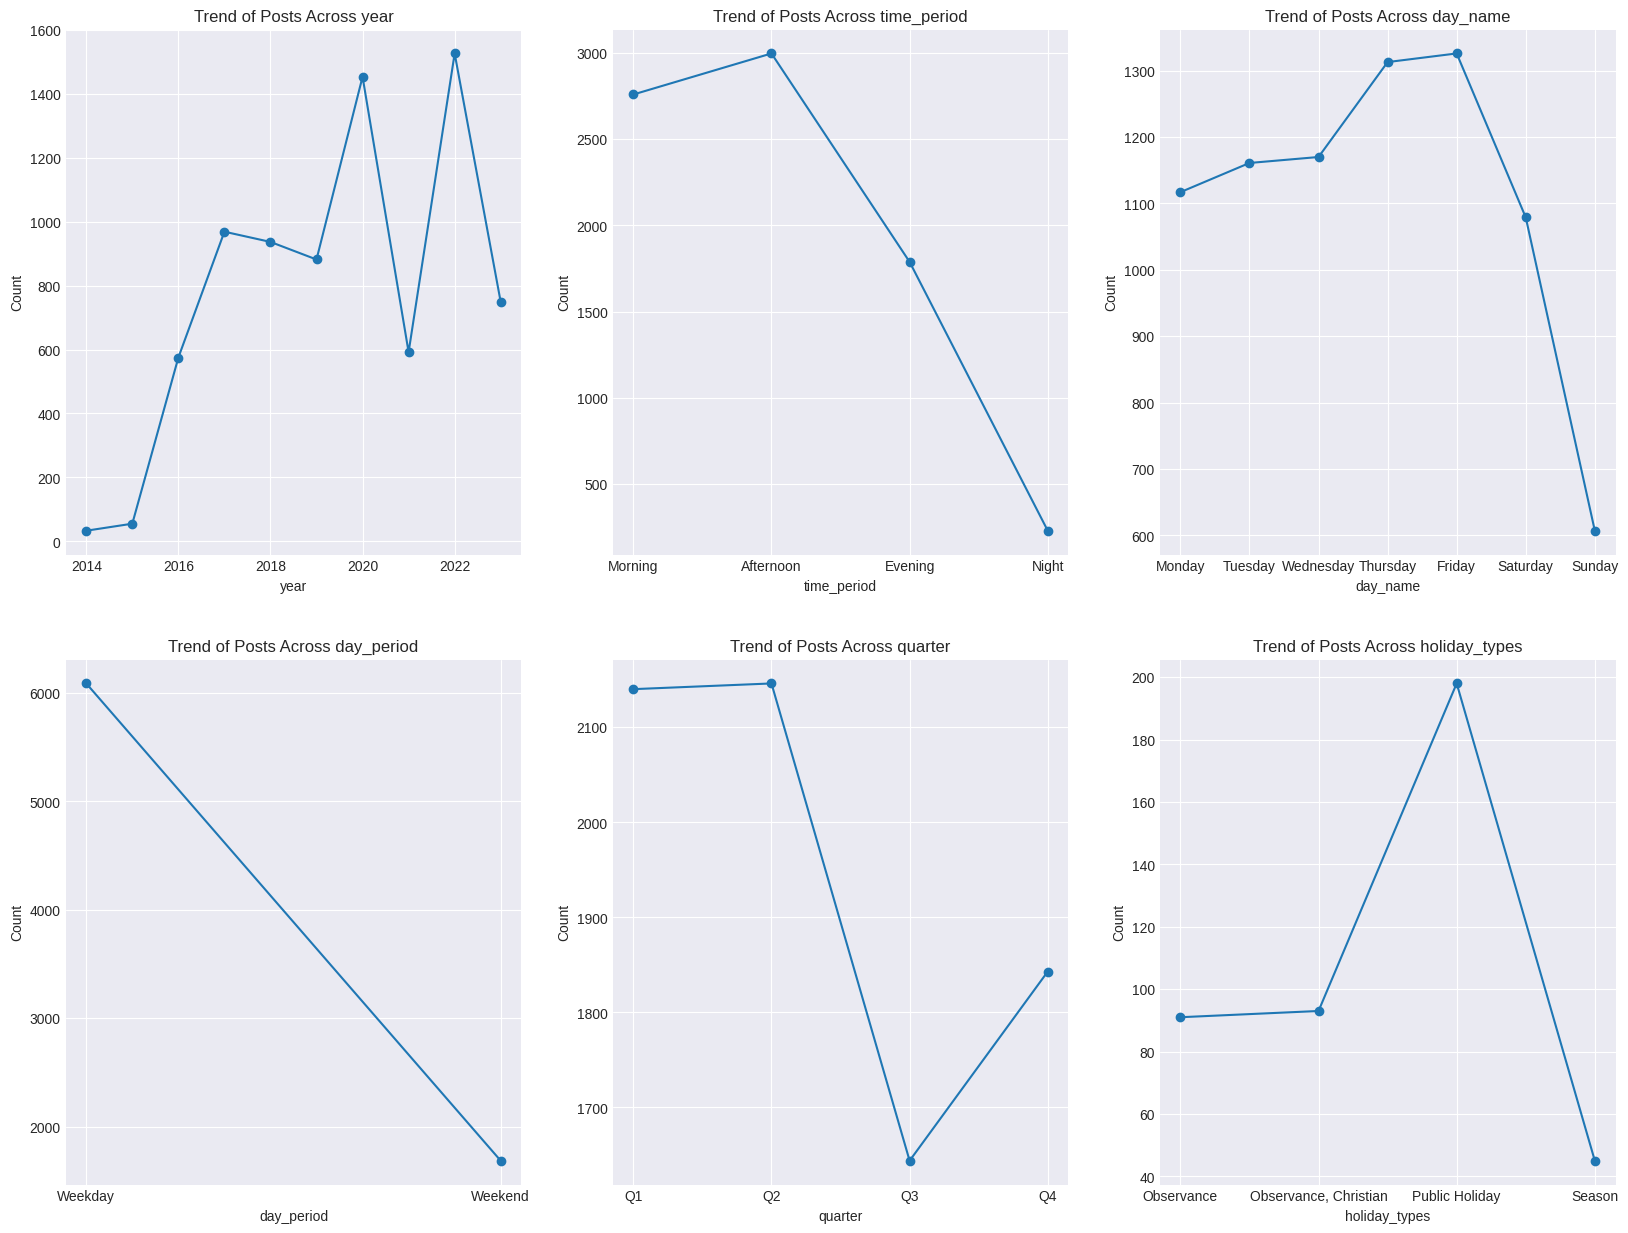 Trend of Posts Across year
1600
1400
1200
1000
800
600
400
200
0
Count
2014 2016 2018 2020 2022
year
Trend of Posts Across time_period
3000
2500
2000
1500
1000
500
Count
Morning Afternoon Evening Night
time_period
Trend of Posts Across day_name
1300
1200
1100
1000
900
800
700
600
Count
Monday Tuesday Wednesday Thursday Friday Saturday Sunday
day_name
Trend of Posts Across day_period
6000
5000
4000
3000
2000
Count
Weekday Weekend
day_period
Trend of Posts Across quarter
2100
2000
1900
1800
1700
Count
Q1 Q2 Q3 Q4
quarter
Trend of Posts Across holiday_types
200
180
160
140
120
100
80
60
40
Count
Observance Observance, Christian Public Holiday Season
holiday_types